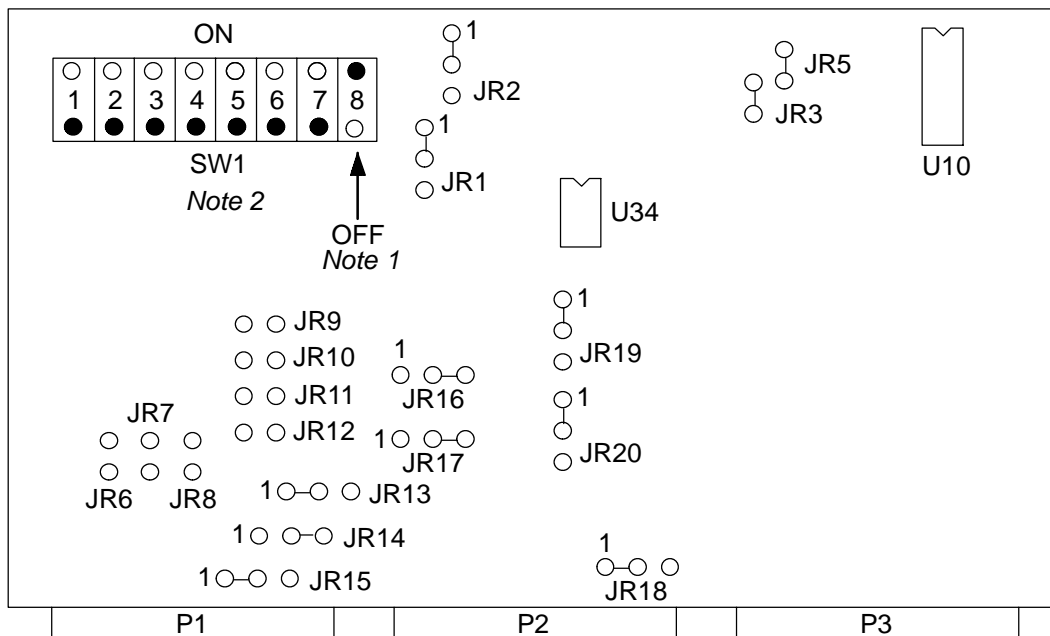 ON
1 2 3 4 5 6 7 8
SW1
Note 2
OFF
Note 1
1
JR2
1
JR1
JR5
JR3
U10
U34
JR9
JR10
JR11
JR12
JR7
JR6 JR8
1 JR13
1 JR14
1 JR15
1
JR16
1
JR17
1
JR19
1
JR20
1
JR18
P1 P2 P3